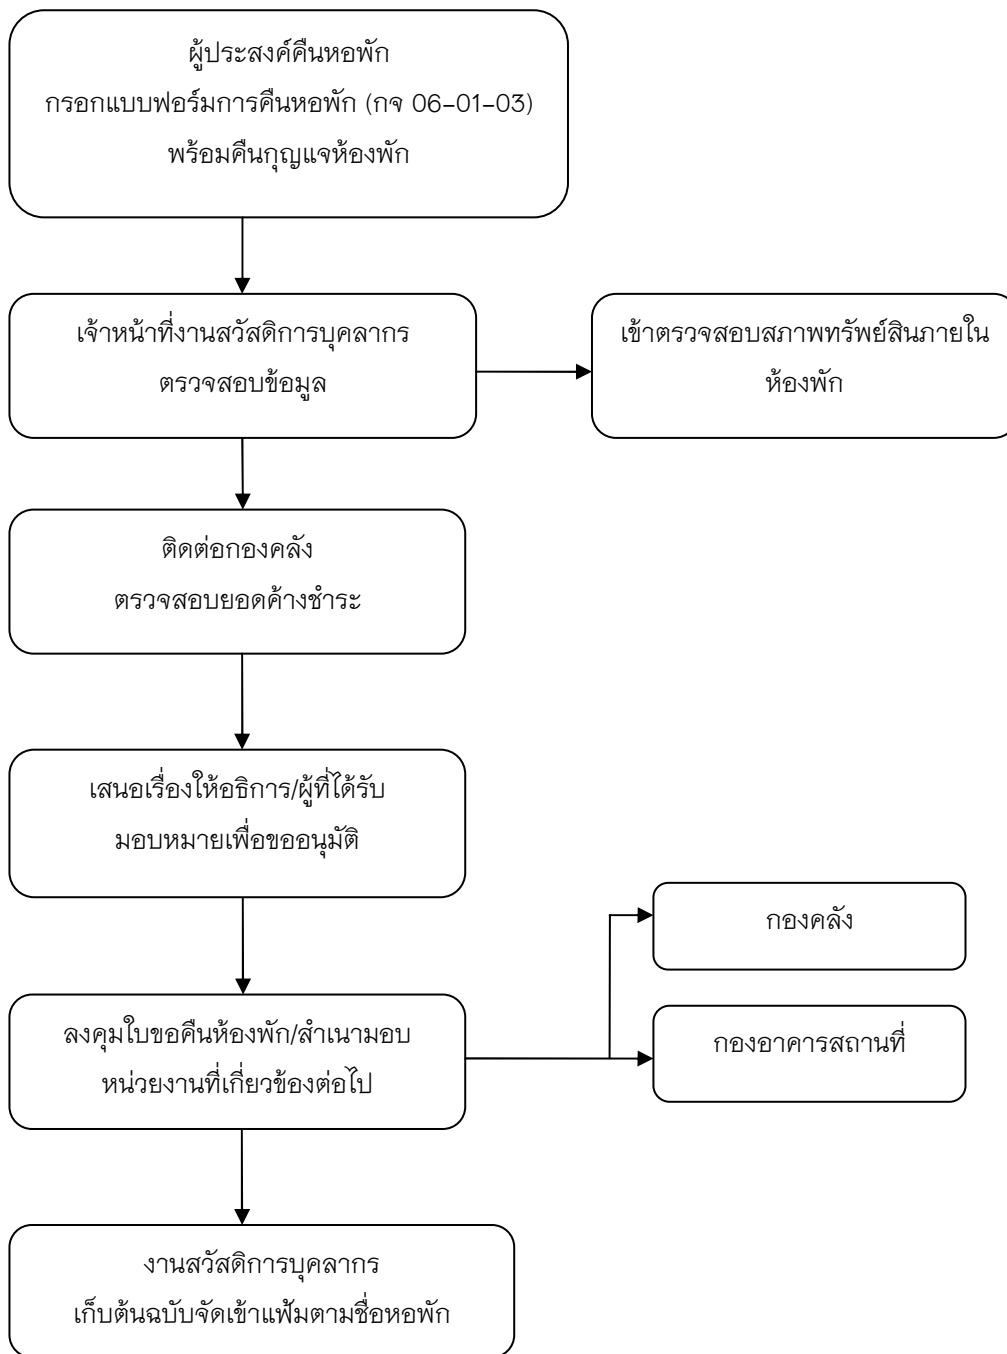 ผู้ประสงค์คืนหอพัก
กรอกแบบฟอร์มการคืนหอพัก (กจ 06-01-03)
พร้อมคืนกุญแจห้องพัก
เจ้าหน้าที่งานสวัสดิการบุคลากร
ตรวจสอบข้อมูล
เข้าตรวจสอบสภาพทรัพย์สินภายใน
ห้องพัก
ติดต่อกองคลัง
ตรวจสอบยอดค้างชำระ
เสนอเรื่องให้อธิการ/ผู้ที่ได้รับ
มอบหมายเพื่อขออนุมัติ
กองคลัง
ลงคุมใบขอคืนห้องพัก/สำเนามอบ
หน่วยงานที่เกี่ยวข้องต่อไป
กองอาคารสถานที่
งานสวัสดิการบุคลากร
เก็บต้นฉบับจัดเข้าแฟ้มตามชื่อหอพัก